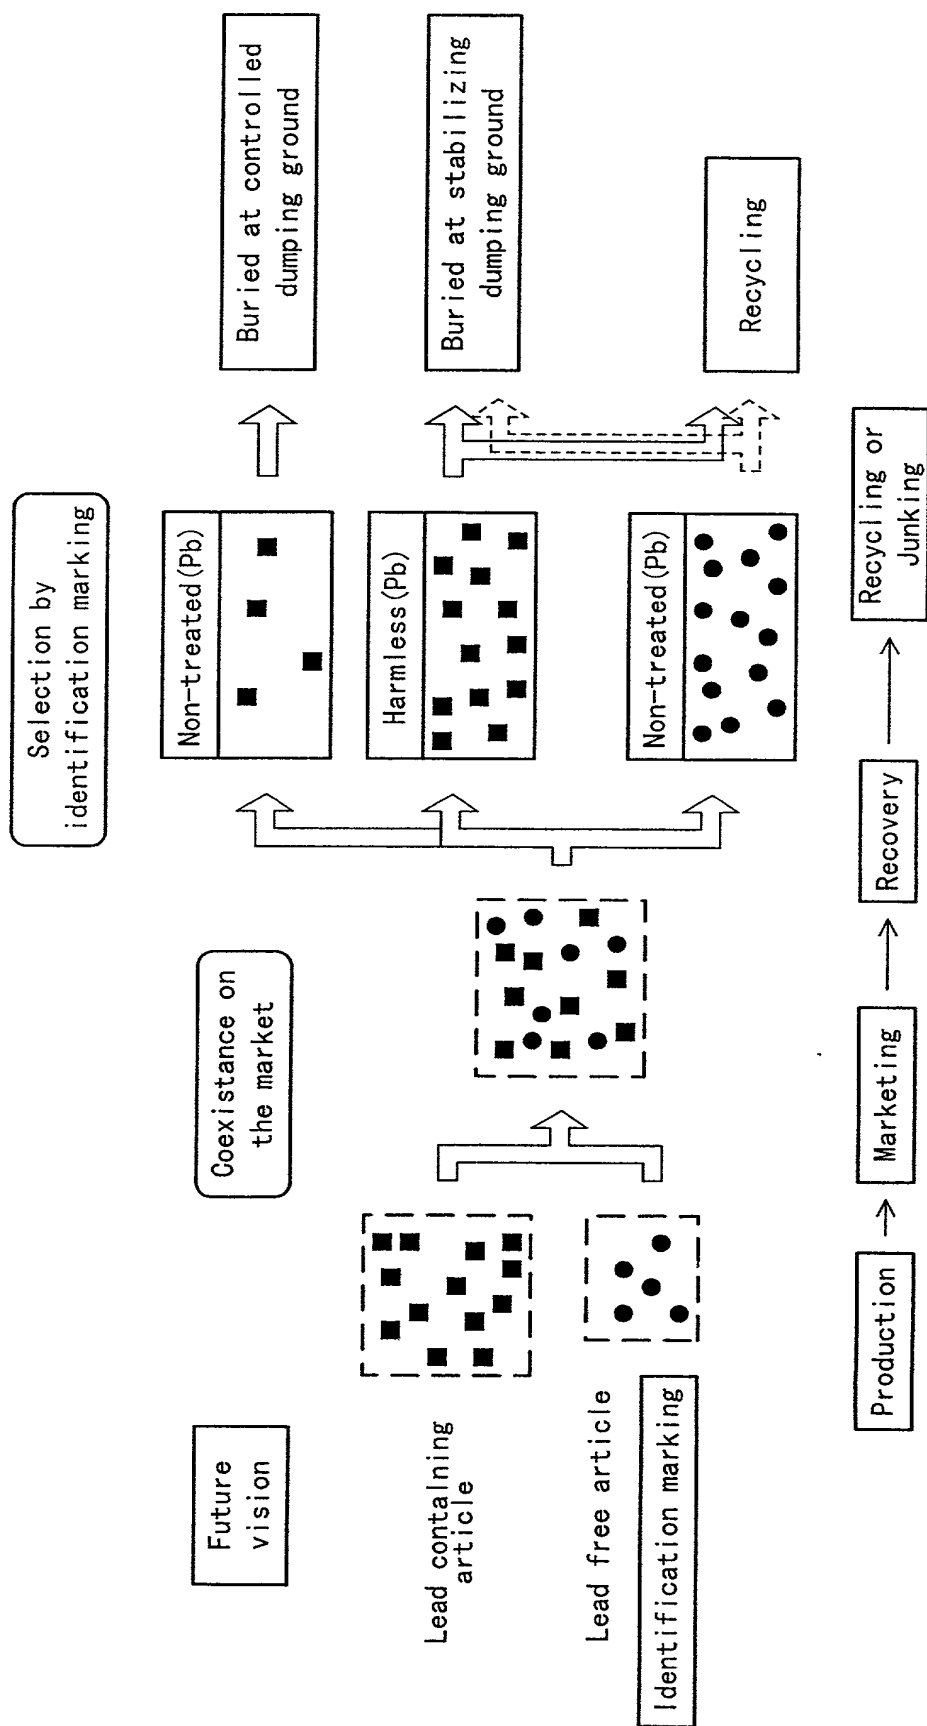 Future
vision
Coexistance on
the market
Selection by
identification marking
Lead contalning
article
Lead free article
Identification marking
Non-treated(Pb)
Harmless(Pb)
Non-treated(Pb)
Buried at controlled
dumping ground
Buried at stabilizing
dumping ground
Recycling
Production
Marketing
Recovery
Recycling or
Junking